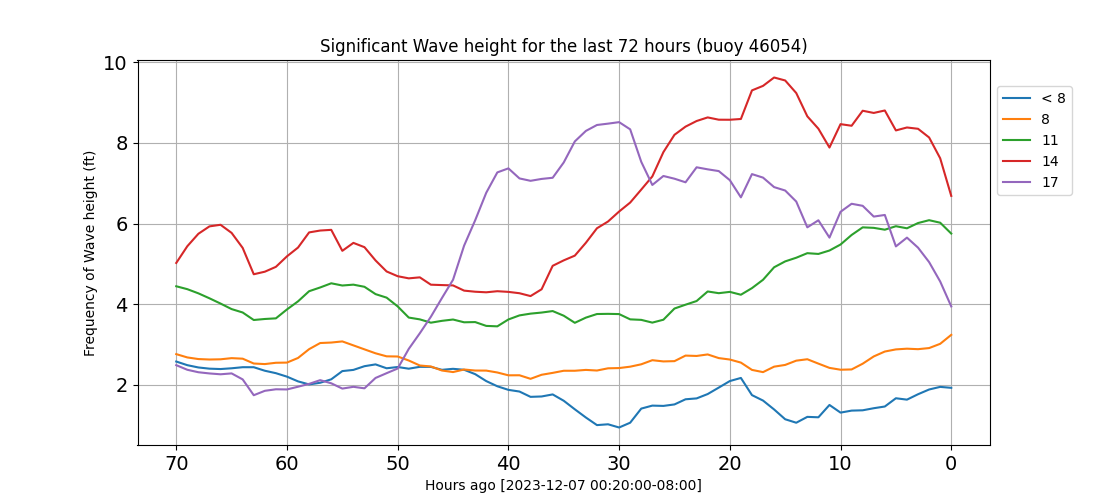 Significant Wave height for the last 72 hours (buoy 46054)
Frequency of Wave height (ft)
10
8
6
4
2
70 60 50 40 30 20 10 0
Hours ago [2023-12-07 00:20:00-08:00]
< 8
8
11
14
17